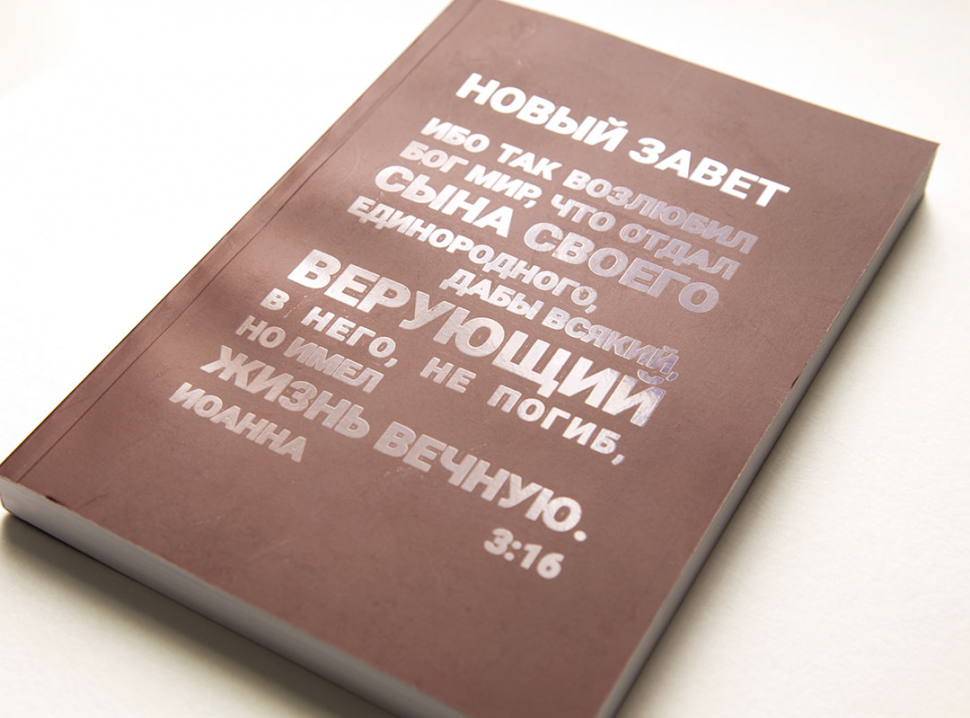 НОВЫЙ ЗАВЕТ
ИБО ТАК ВОЗЛЮБИЛ
БОГ МИР, ЧТО ОТДАЛ
СЫНА СВОЕГО
ЕДИНОРОДНОГО,
ДАБЫ ВСЯКИЙ,
ВЕРУЮЩИЙ
В НЕГО, НЕ ПОГИБ,
НО ИМЕЛ
ЖИЗНЬ ВЕЧНУЮ.
ИОАННА
3:16